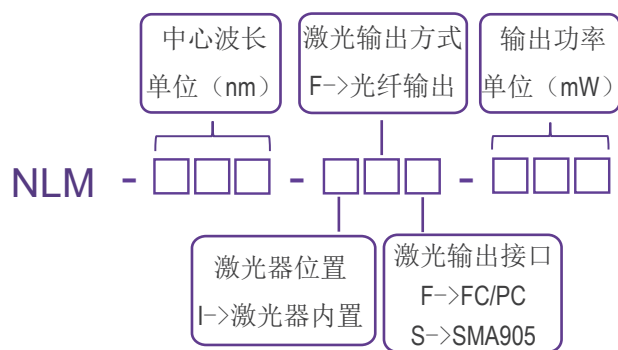 中心波长
单位（nm）
激光输出方式
F->光纤输出
输出功率
单位（mW）
NLM - □□□ - □□□ - □□□
激光器位置
I->激光器内置
激光输出接口
F->FC/PC
S->SMA905